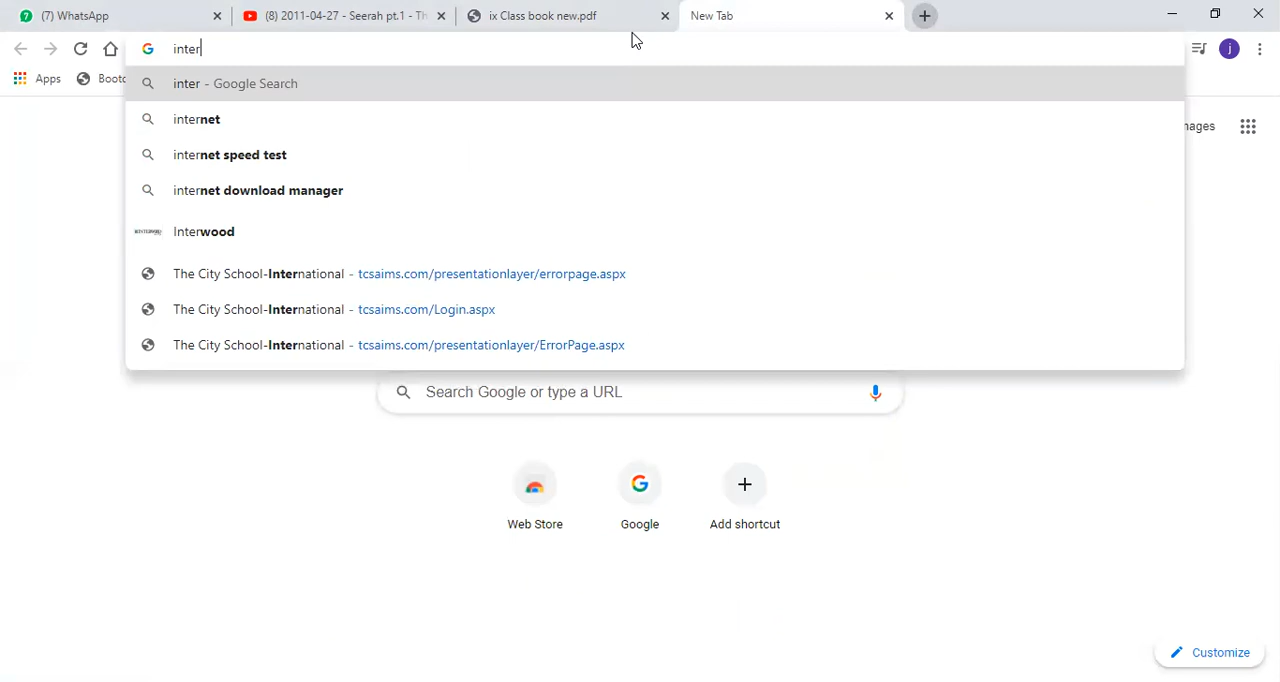 (7) WhatsApp
(8) 2011-04-27 - Seerah pt.1 - Th
ix Class book new.pdf
New Tab
inter
j
Apps
Bootc
inter - Google Search
internet
nages
internet speed test
internet download manager
Interwood
The City School-International - tcsaims.com/presentationlayer/errorpage.aspx
The City School-International - tcsaims.com/Login.aspx
The City School-International - tcsaims.com/presentationlayer/ErrorPage.aspx
Search Google or type a URL
Web Store
Google
Add shortcut
Customize